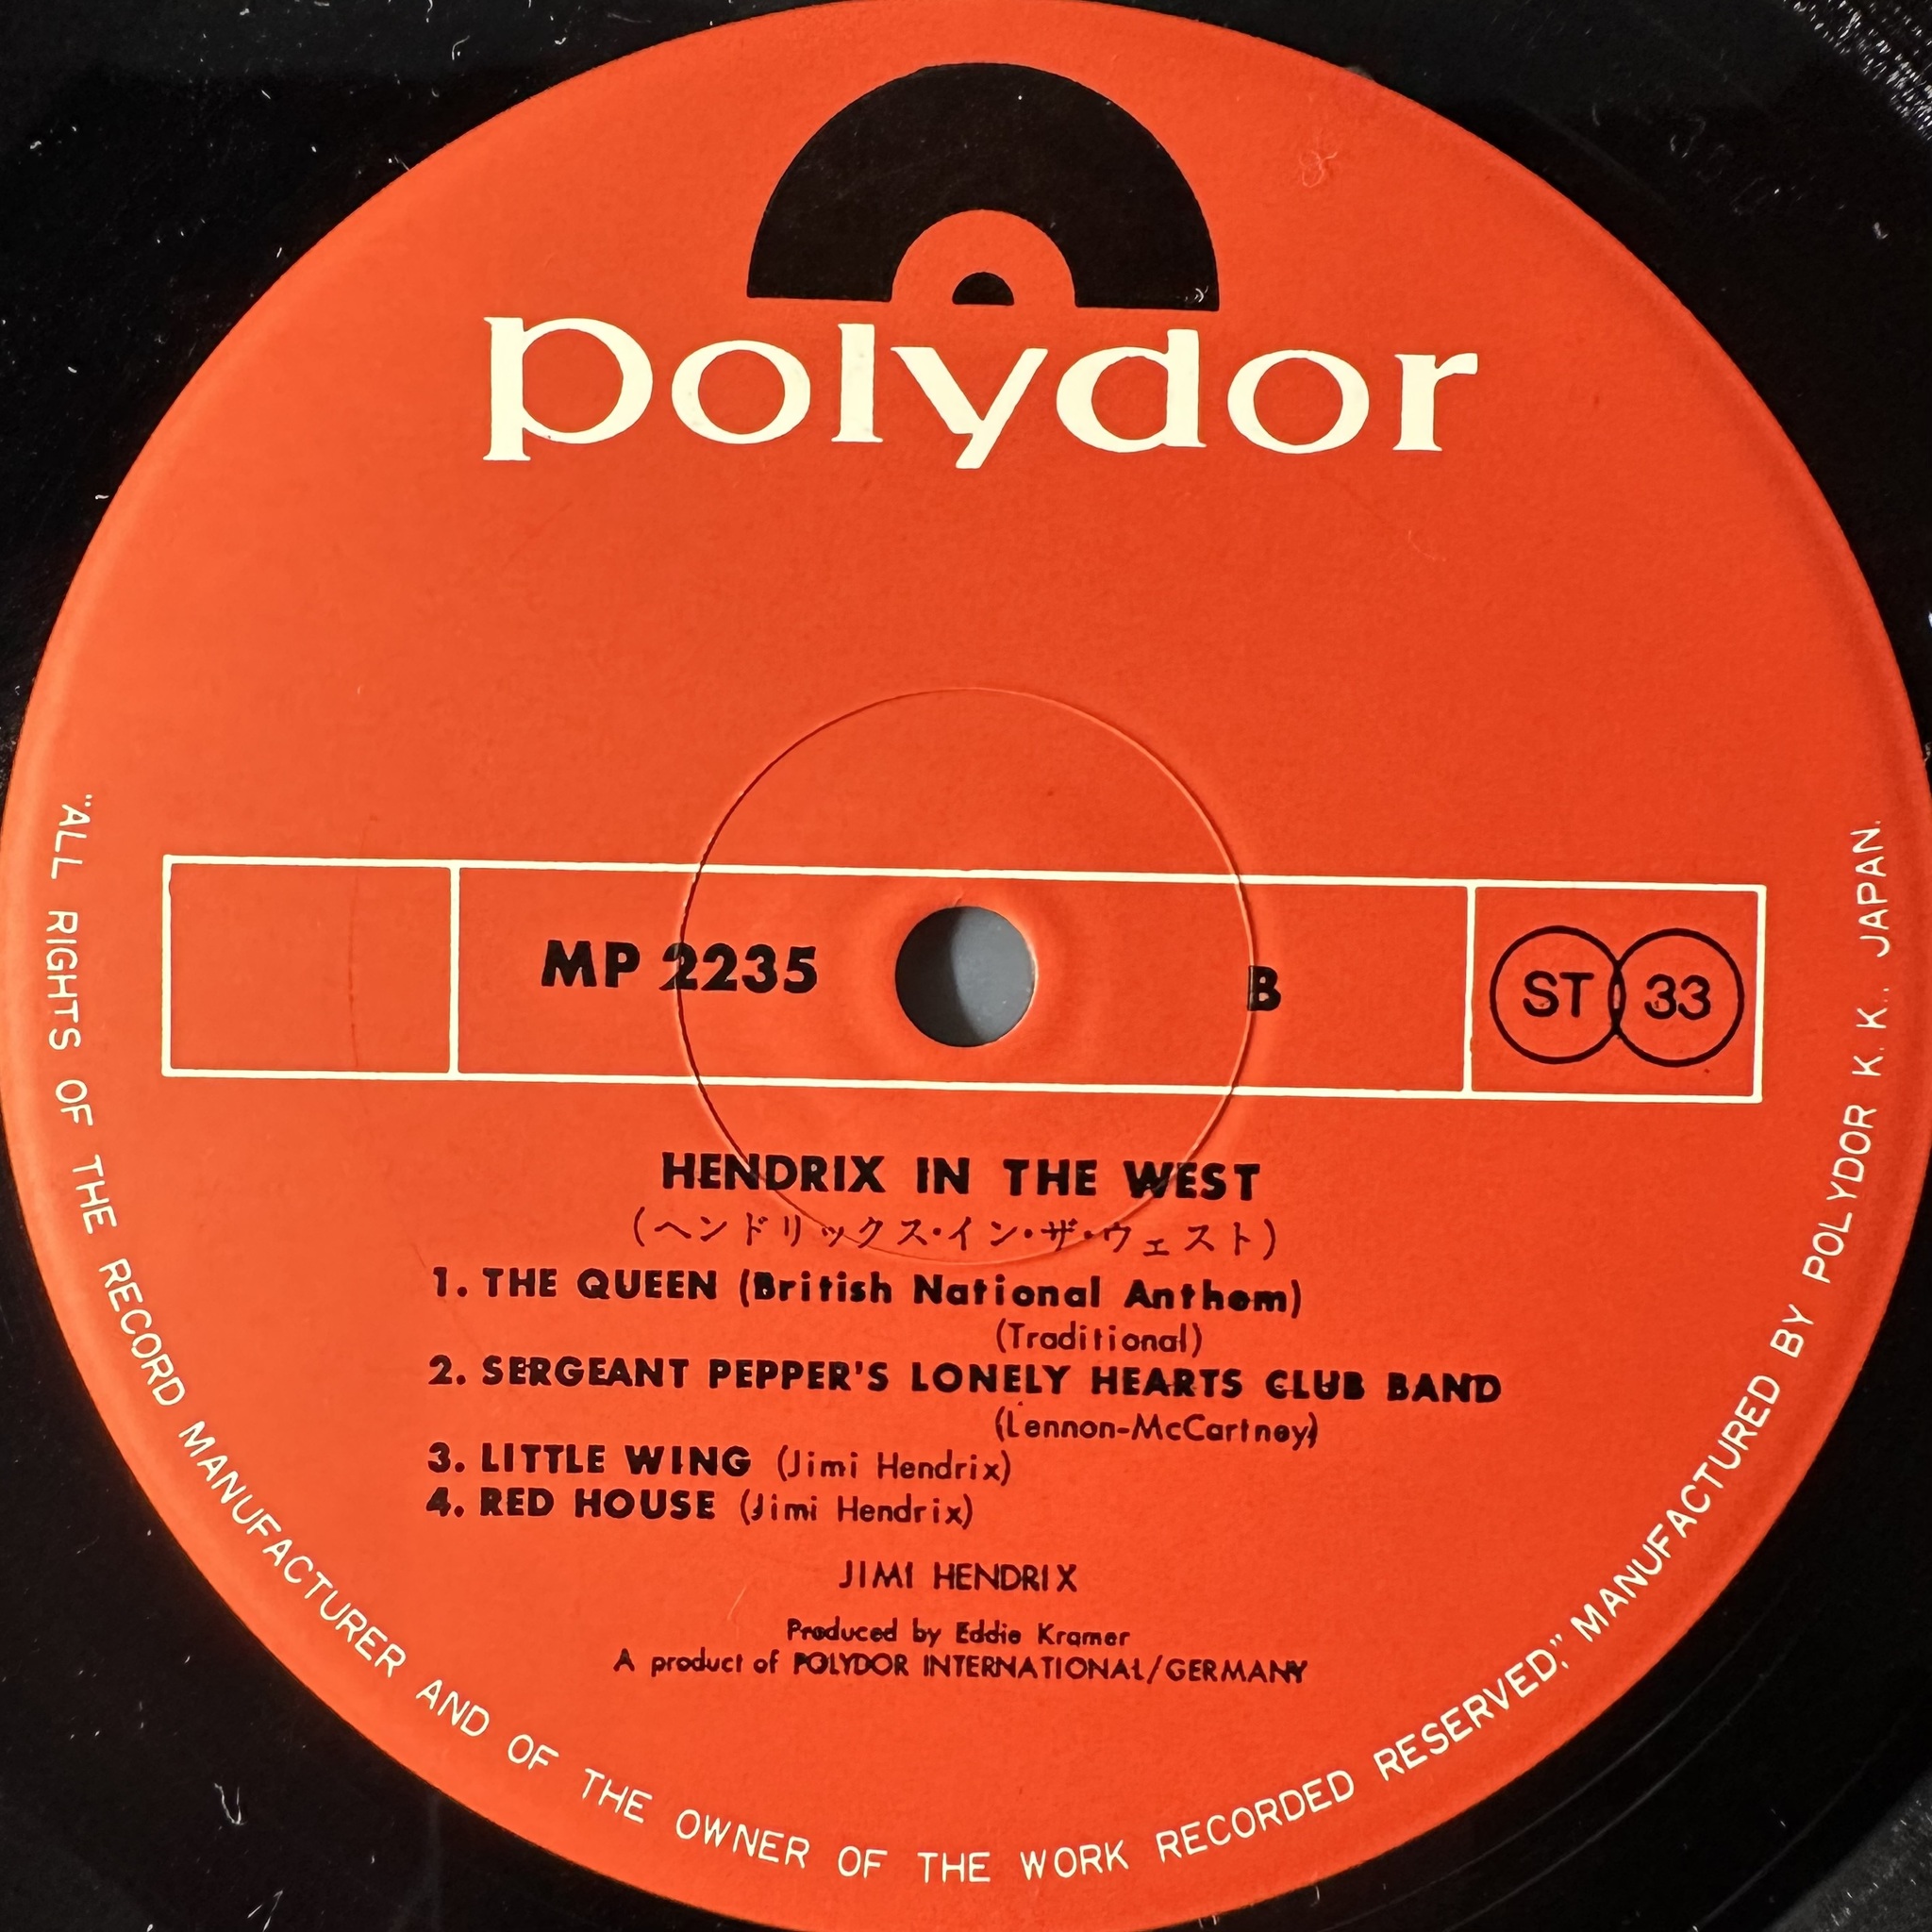 polydor
MP 2235
B
ST 33
HENDRIX IN THE WEST
(ヘンドリックス・イン・ザ・ウェスト)
1. THE QUEEN (British National Anthem)
(Traditional)
2. SERGEANT PEPPER'S LONELY HEARTS CLUB BAND
(Lennon-McCartney)
3. LITTLE WING (Jimi Hendrix)
4. RED HOUSE (Jimi Hendrix)
JIMI HENDRIX
Produced by Eddie Kramer
A product of POLYDOR INTERNATIONAL/GERMANY
"ALL RIGHTS OF THE RECORD MANUFACTURER AND OF THE OWNER OF THE WORK RECORDED RESERVED," MANUFACTURED BY POLYDOR K. K., JAPAN.